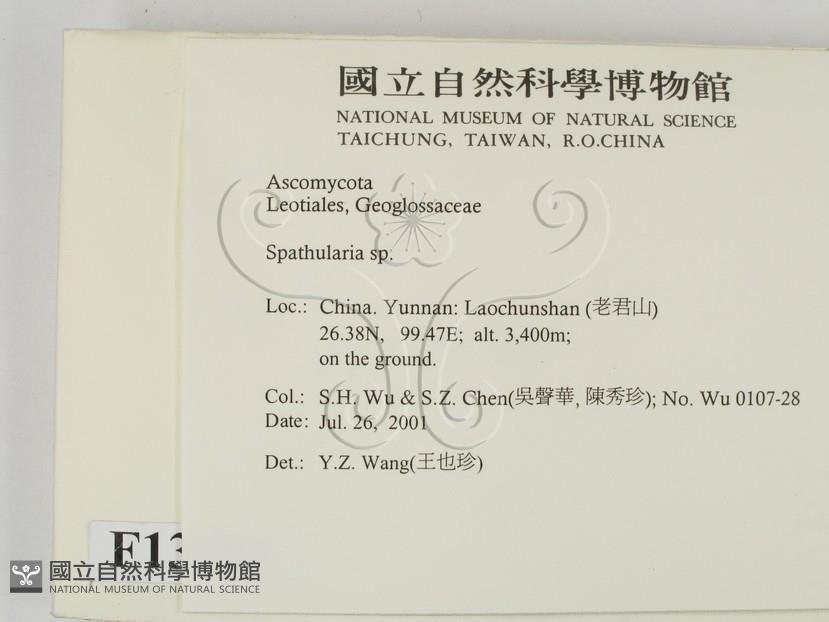 國立自然科學博物館
NATIONAL MUSEUM OF NATURAL SCIENCE
TAICHUNG, TAIWAN, R.O.CHINA
Ascomycota
Leotiales, Geoglossaceae
Spathularia sp.
Loc.: China. Yunnan: Laochunshan (老君山)
26.38N, 99.47E; alt. 3,400m;
on the ground.
Col.: S.H. Wu & S.Z. Chen(吳聲華, 陳秀珍); No. Wu 0107-28
Date: Jul. 26, 2001
Det.: Y.Z. Wang(王也珍)
F13
國立自然科學博物館
NATIONAL MUSEUM OF NATURAL SCIENCE